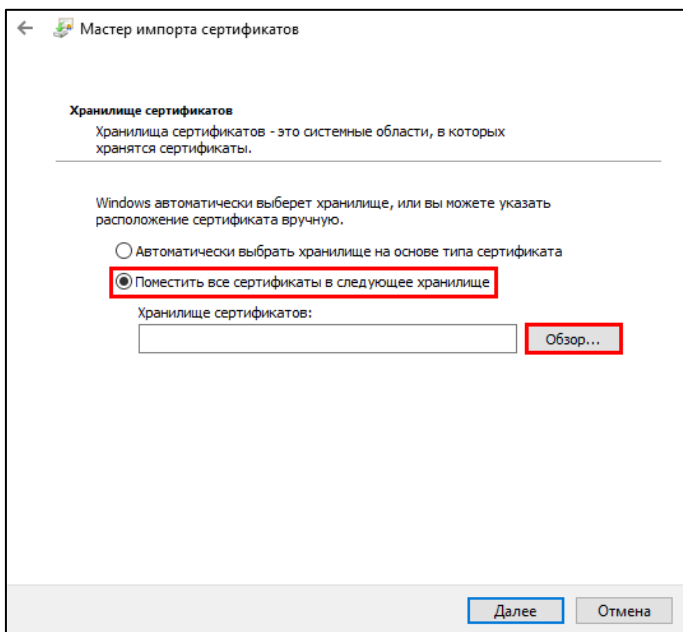 Мастер импорта сертификатов
Хранилище сертификатов
Хранилища сертификатов - это системные области, в которых
хранятся сертификаты.
Windows автоматически выберет хранилище, или вы можете указать
расположение сертификата вручную.
Автоматически выбрать хранилище на основе типа сертификата
Поместить все сертификаты в следующее хранилище
Хранилище сертификатов:
Обзор...
Далее
Отмена